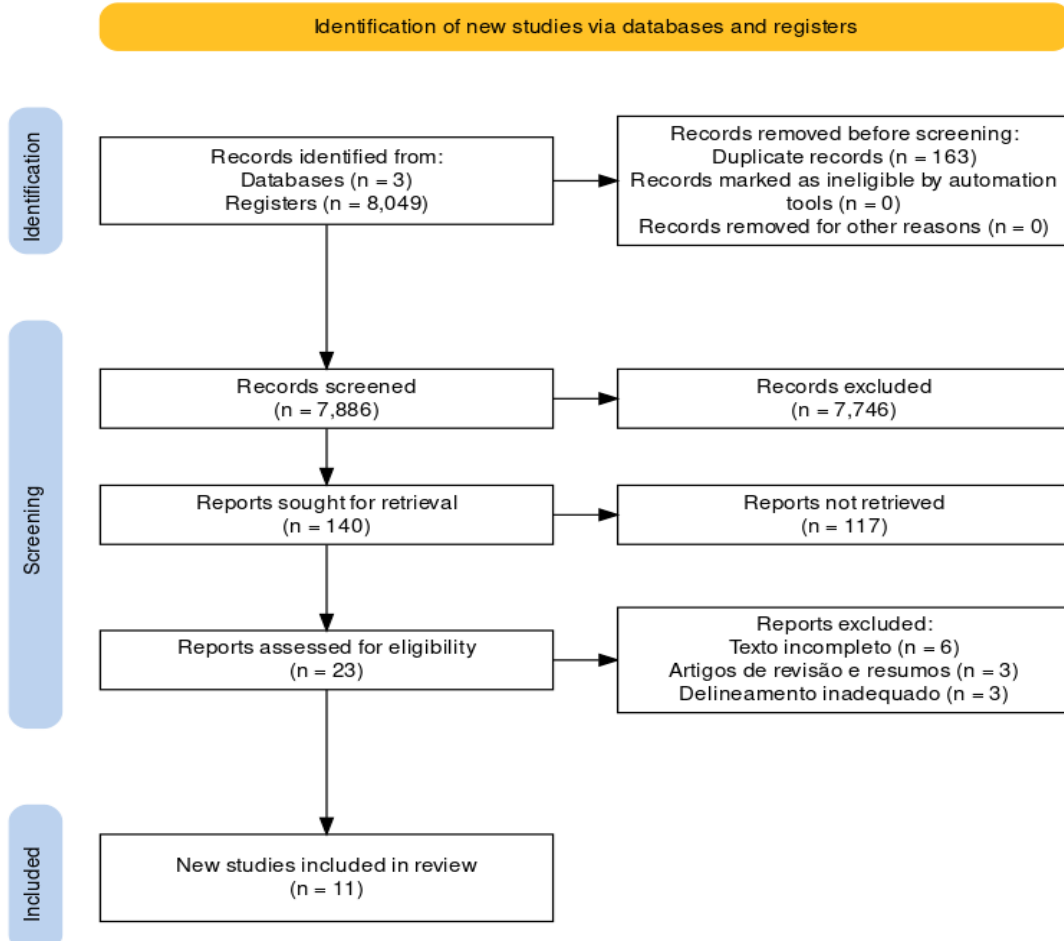 Identification of new studies via databases and registers
Identification
Records identified from:
Databases (n = 3)
Registers (n = 8,049)
Records removed before screening:
Duplicate records (n = 163)
Records marked as ineligible by automation
tools (n = 0)
Records removed for other reasons (n = 0)
Screening
Records screened
(n = 7,886)
Records excluded
(n = 7,746)
Reports sought for retrieval
(n = 140)
Reports not retrieved
(n = 117)
Reports assessed for eligibility
(n = 23)
Reports excluded:
Texto incompleto (n = 6)
Artigos de revisão e resumos (n = 3)
Delineamento inadequado (n = 3)
Included
New studies included in review
(n = 11)